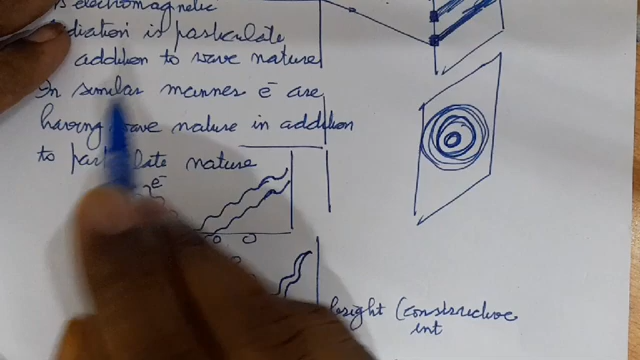 electromagnetic
radiation is particulate
addition to wave nature
In similar manner e⁻ are
having wave nature in addition
to particulate nature
e⁻
bright (constructive
int